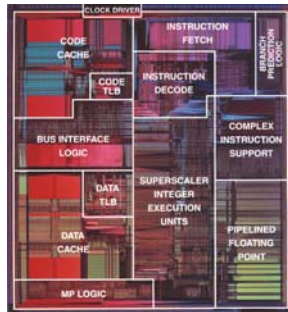 CLOCK DRIVER
CODE
CACHE
CODE
TLB
INSTRUCTION
FETCH
BRANCH
PREDICTION
LOGIC
INSTRUCTION
DECODE
BUS INTERFACE
LOGIC
COMPLEX
INSTRUCTION
SUPPORT
DATA
TLB
SUPERSCALER
INTEGER
EXECUTION
UNITS
DATA
CACHE
PIPELINED
FLOATING
POINT
MP LOGIC